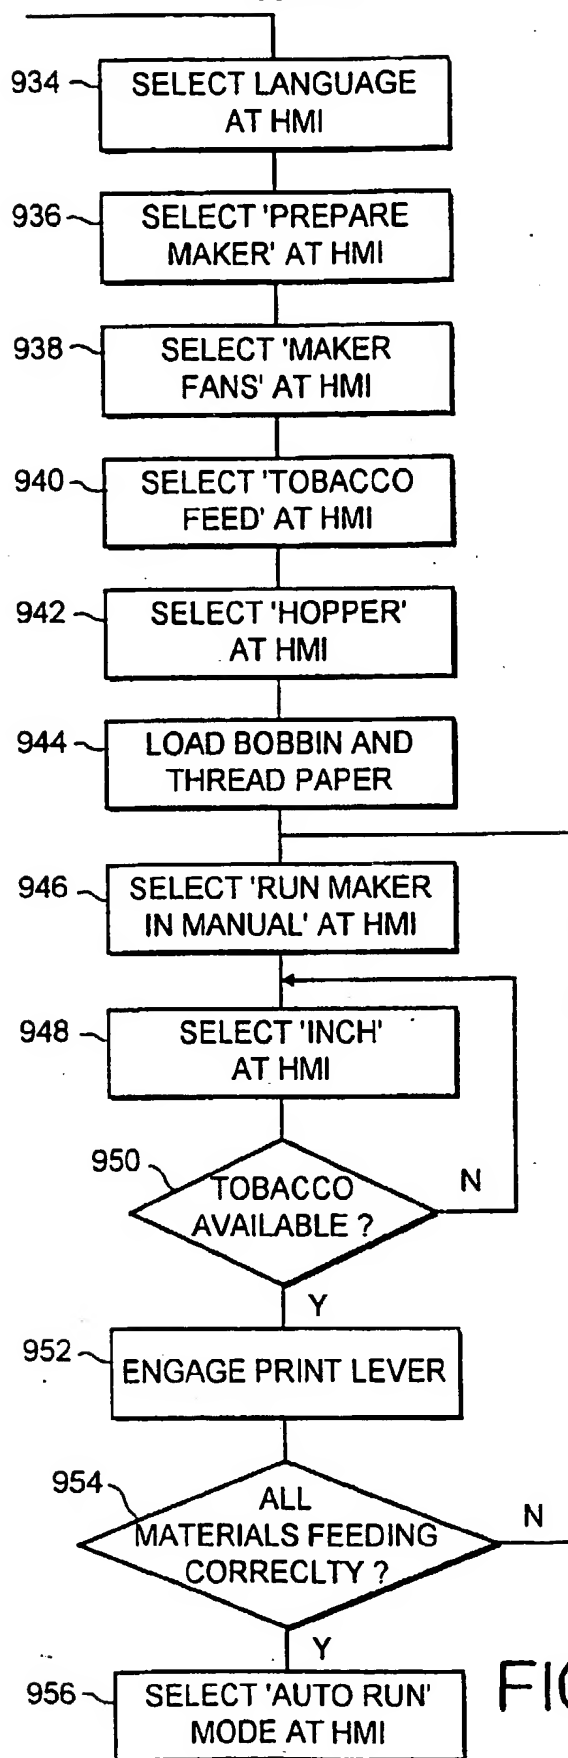 934
SELECT LANGUAGE
AT HMI
936
SELECT 'PREPARE
MAKER' AT HMI
938
SELECT 'MAKER
FANS' AT HMI
940
SELECT 'TOBACCO
FEED' AT HMI
942
SELECT 'HOPPER'
AT HMI
944
LOAD BOBBIN AND
THREAD PAPER
946
SELECT 'RUN MAKER
IN MANUAL' AT HMI
948
SELECT 'INCH'
AT HMI
950
TOBACCO
AVAILABLE ?
N
Y
952
ENGAGE PRINT LEVER
954
ALL
MATERIALS FEEDING
CORRECLTY ?
N
Y
956
SELECT 'AUTO RUN'
MODE AT HMI